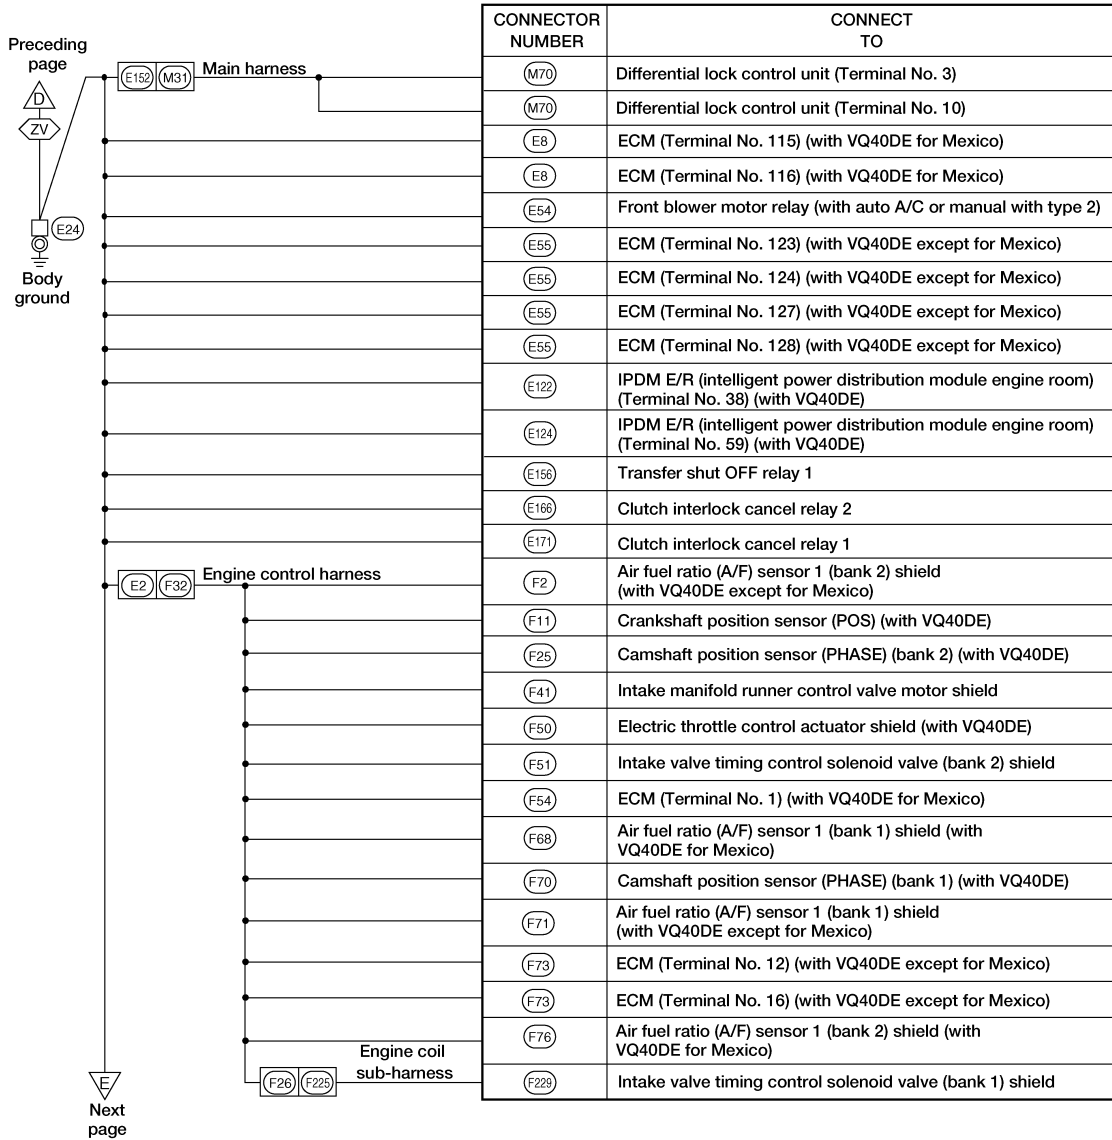 CONNECTOR NUMBER
CONNECT TO
Preceding
page
D
ZV
E24
Body
ground
E152 M31 Main harness
M70 Differential lock control unit (Terminal No. 3)
M70 Differential lock control unit (Terminal No. 10)
E8 ECM (Terminal No. 115) (with VQ40DE for Mexico)
E8 ECM (Terminal No. 116) (with VQ40DE for Mexico)
E54 Front blower motor relay (with auto A/C or manual with type 2)
E55 ECM (Terminal No. 123) (with VQ40DE except for Mexico)
E55 ECM (Terminal No. 124) (with VQ40DE except for Mexico)
E55 ECM (Terminal No. 127) (with VQ40DE except for Mexico)
E55 ECM (Terminal No. 128) (with VQ40DE except for Mexico)
E122 IPDM E/R (intelligent power distribution module engine room)
(Terminal No. 38) (with VQ40DE)
E124 IPDM E/R (intelligent power distribution module engine room)
(Terminal No. 59) (with VQ40DE)
E156 Transfer shut OFF relay 1
E166 Clutch interlock cancel relay 2
E171 Clutch interlock cancel relay 1
E2 F32 Engine control harness
F2 Air fuel ratio (A/F) sensor 1 (bank 2) shield
(with VQ40DE except for Mexico)
F11 Crankshaft position sensor (POS) (with VQ40DE)
F25 Camshaft position sensor (PHASE) (bank 2) (with VQ40DE)
F41 Intake manifold runner control valve motor shield
F50 Electric throttle control actuator shield (with VQ40DE)
F51 Intake valve timing control solenoid valve (bank 2) shield
F54 ECM (Terminal No. 1) (with VQ40DE for Mexico)
F68 Air fuel ratio (A/F) sensor 1 (bank 1) shield (with
VQ40DE for Mexico)
F70 Camshaft position sensor (PHASE) (bank 1) (with VQ40DE)
F71 Air fuel ratio (A/F) sensor 1 (bank 1) shield
(with VQ40DE except for Mexico)
F73 ECM (Terminal No. 12) (with VQ40DE except for Mexico)
F73 ECM (Terminal No. 16) (with VQ40DE except for Mexico)
F76 Air fuel ratio (A/F) sensor 1 (bank 2) shield (with
VQ40DE for Mexico)
Engine coil
sub-harness
F26 F225
F229 Intake valve timing control solenoid valve (bank 1) shield
E
Next
page